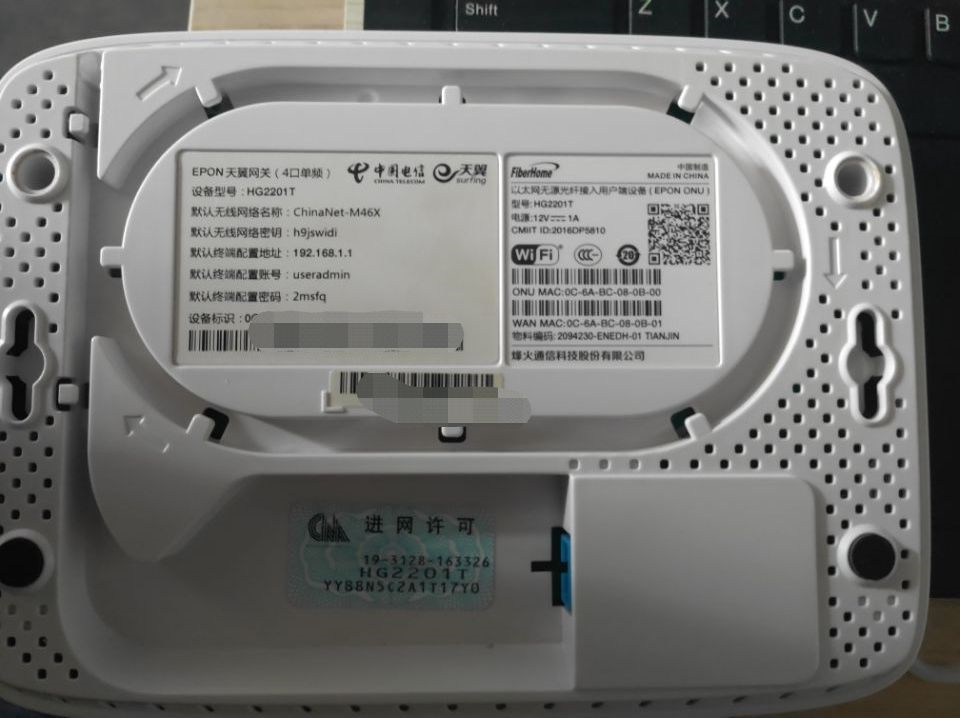 Shift
Z
X
C
V
B
EPON 天翼网关（4口单频）
中国电信
CHINA TELECOM
天翼
surfing
设备型号：HG2201T
默认无线网络名称：ChinaNet-M46X
默认无线网络密钥：h9jswidi
默认终端配置地址：192.168.1.1
默认终端配置账号：useradmin
默认终端配置密码：2msfq
设备标识：
FiberHome
中国制造
MADE IN CHINA
以太网无源光纤接入用户端设备（EPON ONU）
型号：HG2201T
电源：12V⎓1A
CMIIT ID:2016DP5810
WiFi
CCC
20
ONU MAC:0C-6A-BC-08-0B-00
WAN MAC:0C-6A-BC-08-0B-01
物料编码：2094230-ENEDH-01 TIANJIN
烽火通信科技股份有限公司
进网许可
19-3128-163326
HG2201T
YY88N5C2A1T17Y0